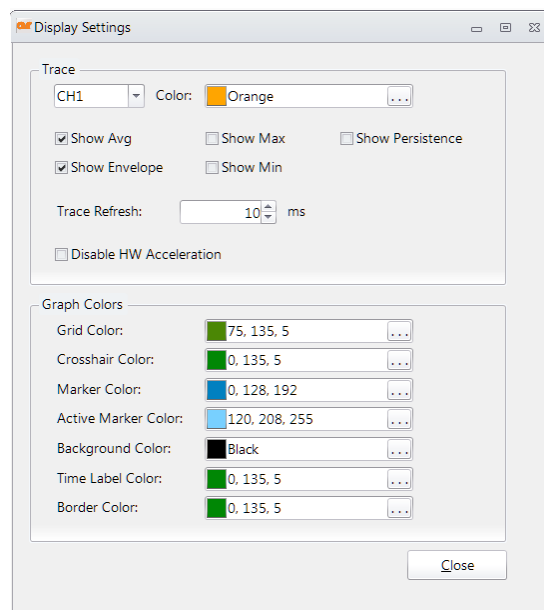 Display Settings
Trace
CH1 Color: Orange ...
Show Avg Show Max Show Persistence
Show Envelope Show Min
Trace Refresh: 10 ms
Disable HW Acceleration
Graph Colors
Grid Color: 75, 135, 5 ...
Crosshair Color: 0, 135, 5 ...
Marker Color: 0, 128, 192 ...
Active Marker Color: 120, 208, 255 ...
Background Color: Black ...
Time Label Color: 0, 135, 5 ...
Border Color: 0, 135, 5 ...
Close